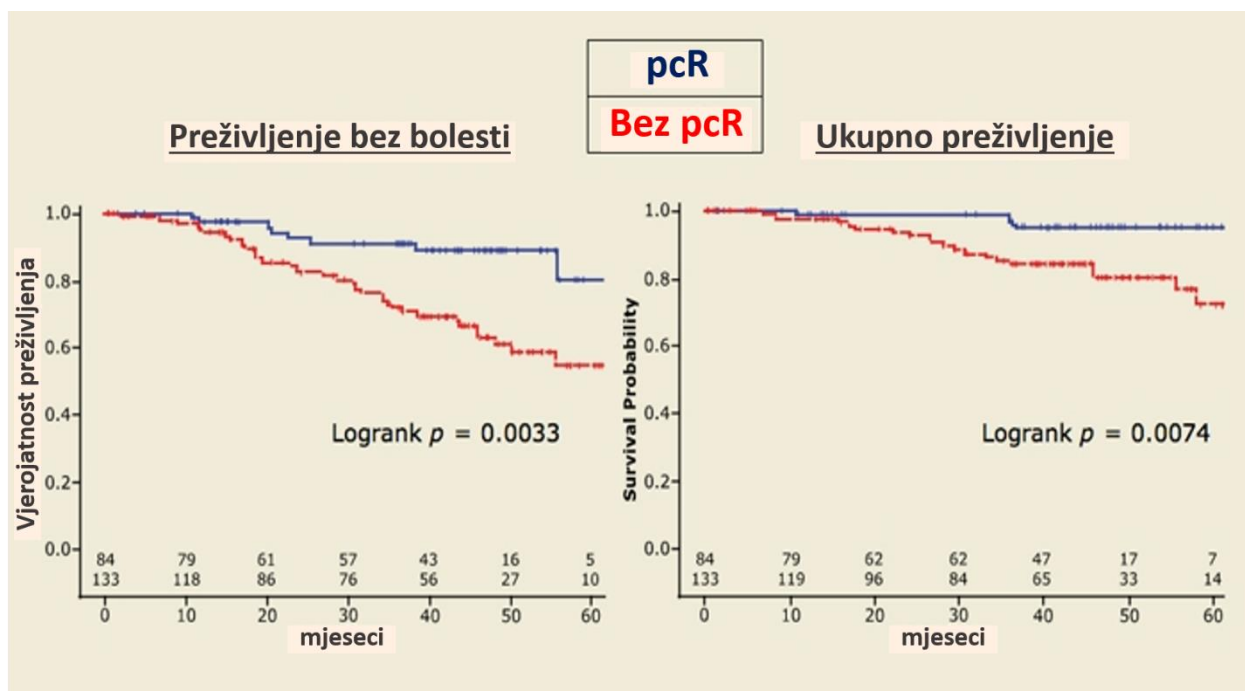 pcR
Bez pcR
Preživljenje bez bolesti
Ukupno preživljenje
Vjerojatnost preživljenja
1.0
0.8
0.6
0.4
0.2
0.0
Logrank p = 0.0033
84 79 61 57 43 16 5
133 118 86 76 56 27 10
0 10 20 30 40 50 60
mjeseci
Survival Probability
1.0
0.8
0.6
0.4
0.2
0.0
Logrank p = 0.0074
84 79 62 62 47 17 7
133 119 96 84 65 33 14
0 10 20 30 40 50 60
mjeseci